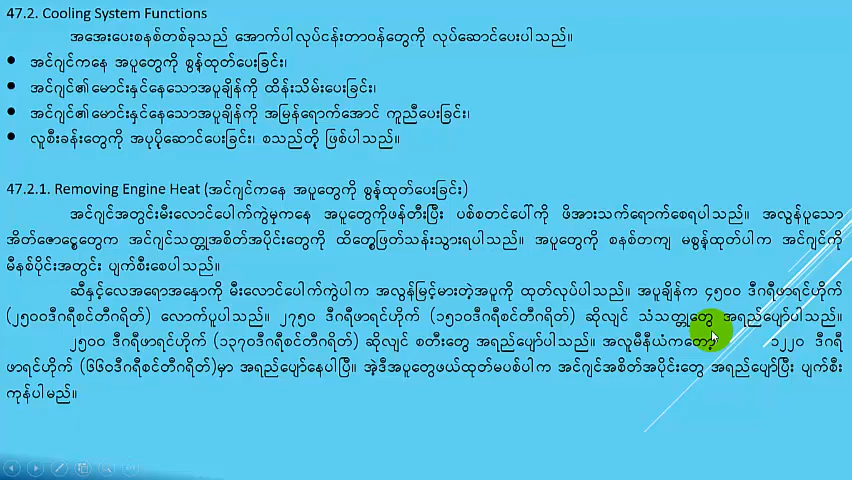 47.2. Cooling System Functions
အအေးပေးစနစ်တစ်ခုသည် အောက်ပါလုပ်ငန်းတာဝန်တွေကို လုပ်ဆောင်ပေးပါသည်။
● အင်ဂျင်ကနေ အပူတွေကို စွန့်ထုတ်ပေးခြင်း၊
● အင်ဂျင်၏မောင်းနှင်နေသောအပူချိန်ကို ထိန်းသိမ်းပေးခြင်း၊
● အင်ဂျင်၏မောင်းနှင်နေသောအပူချိန်ကို အမြန်ရောက်အောင် ကူညီပေးခြင်း၊
● လူစီးခန်းတွေကို အပုပို့ဆောင်ပေးခြင်း၊ စသည်တို့ ဖြစ်ပါသည်။
47.2.1. Removing Engine Heat (အင်ဂျင်ကနေ အပူတွေကို စွန့်ထုတ်ပေးခြင်း)
အင်ဂျင်အတွင်းမီးလောင်ပေါက်ကွဲမှုကနေ အပူတွေကိုဖန်တီးပြီး ပစ်စတင်ပေါ်ကို ဖိအားသက်ရောက်စေရပါသည်။ အလွန်ပူသော
အိတ်ဇောငွေ့တွေက အင်ဂျင်သတ္တုအစိတ်အပိုင်းတွေကို ထိတွေ့ဖြတ်သန်းသွားရပါသည်။ အပူတွေကို စနစ်တကျ မစွန့်ထုတ်ပါက အင်ဂျင်ကို
မီနစ်ပိုင်းအတွင်း ပျက်စီးစေပါသည်။
ဆီနှင့်လေအရောအနှောကို မီးလောင်ပေါက်ကွဲပါက အလွန်မြင့်မားတဲ့အပူကို ထုတ်လုပ်ပါသည်။ အပူချိန်က ၄၅၀၀ ဒီဂရီဖာရင်ဟိုက်
(၂၅၀၀ဒီဂရီစင်တီဂရိတ်) လောက်ပူပါသည်။ ၂၇၅၀ ဒီဂရီဖာရင်ဟိုက် (၁၅၁၀ဒီဂရီစင်တီဂရိတ်) ဆိုလျင် သံသတ္တုတွေ အရည်ပျော်ပါသည်။
၂၅၀၀ ဒီဂရီဖာရင်ဟိုက် (၁၃၇၀ဒီဂရီစင်တီဂရိတ်) ဆိုလျင် စတီးတွေ အရည်ပျော်ပါသည်။ အလူမီနီယံကတော့ ၁၂၂၀ ဒီဂရီ
ဖာရင်ဟိုက် (၆၆၀ဒီဂရီစင်တီဂရိတ်)မှာ အရည်ပျော်နေပါပြီ။ အဲ့ဒီအပူတွေဖယ်ထုတ်မပစ်ပါက အင်ဂျင်အစိတ်အပိုင်းတွေ အရည်ပျော်ပြီး ပျက်စီး
ကုန်ပါမည်။